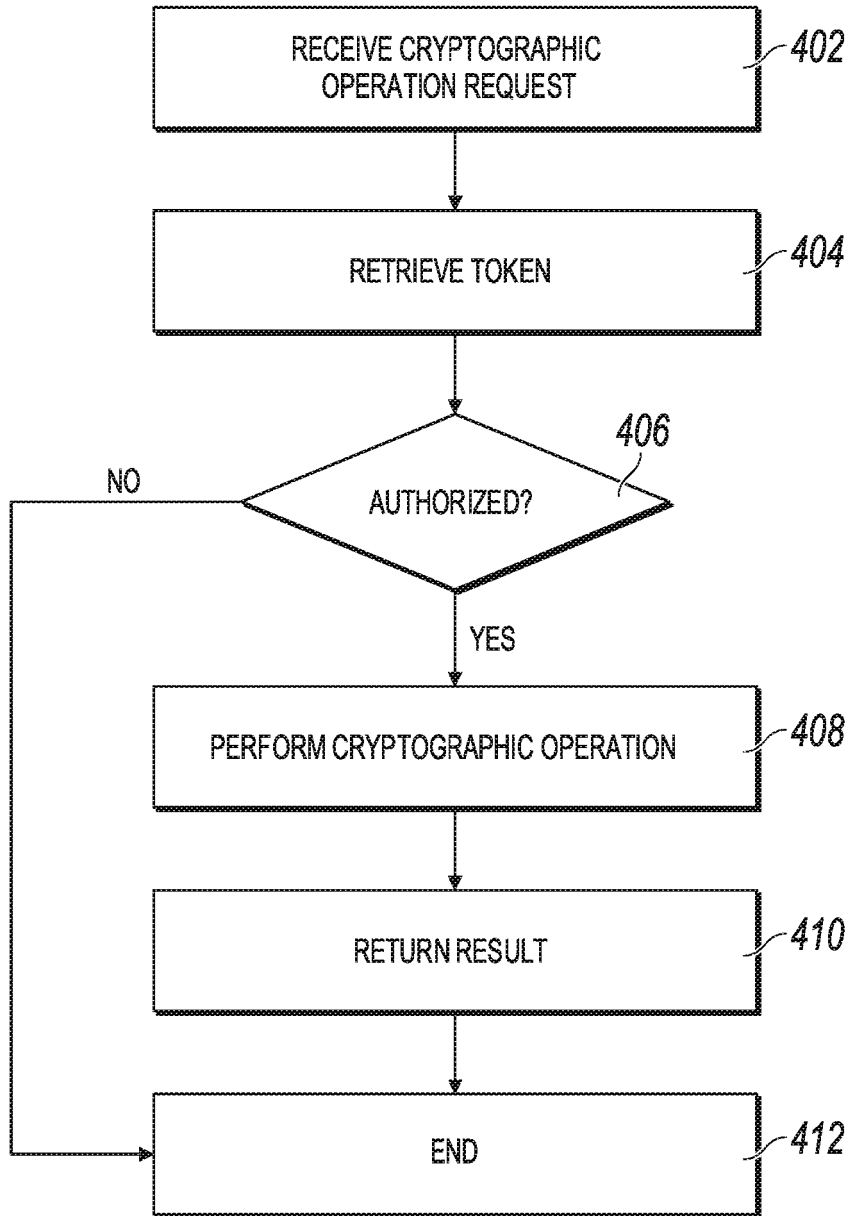 RECEIVE CRYPTOGRAPHIC
OPERATION REQUEST
402
RETRIEVE TOKEN
404
406
NO
AUTHORIZED?
YES
PERFORM CRYPTOGRAPHIC OPERATION
408
RETURN RESULT
410
END
412